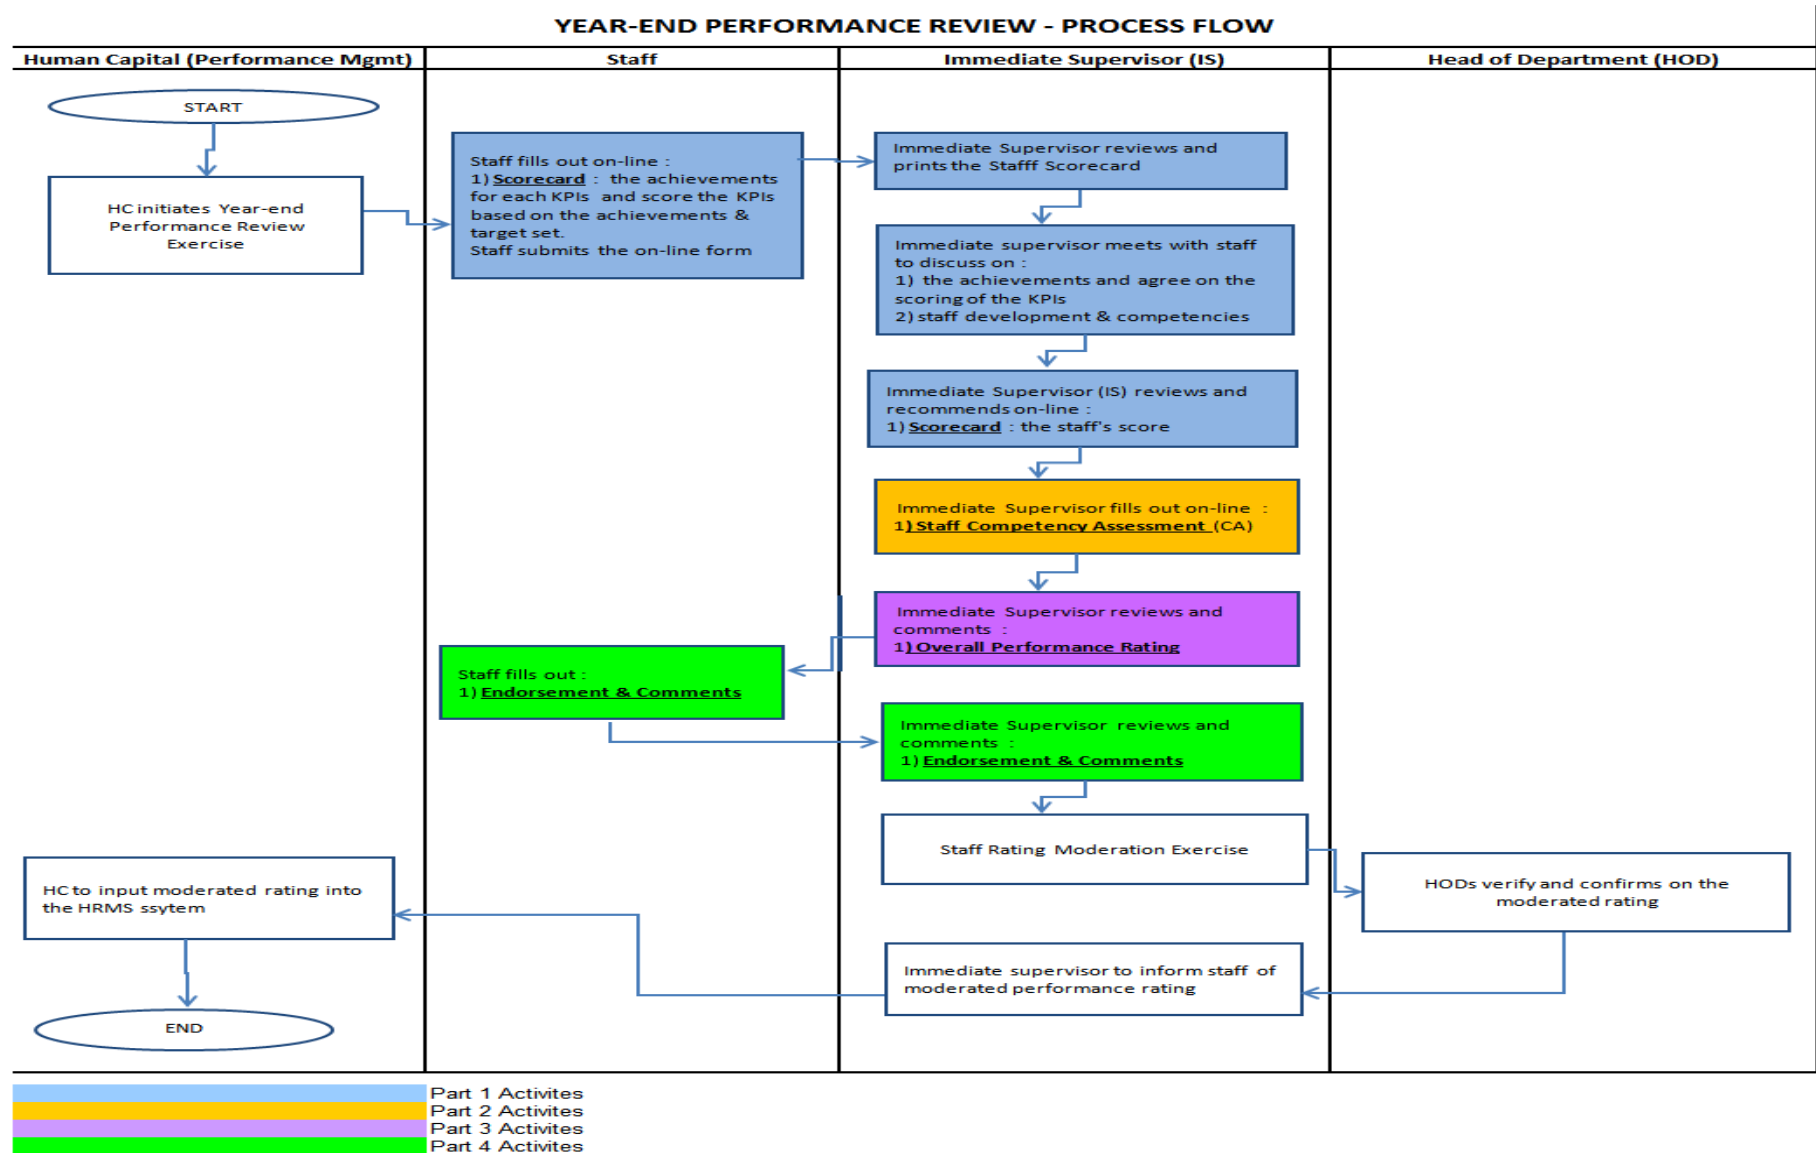 YEAR-END PERFORMANCE REVIEW - PROCESS FLOW
Human Capital (Performance Mgmt)
Staff
Immediate Supervisor (IS)
Head of Department (HOD)
START
HC initiates Year-end
Performance Review
Exercise
Staff fills out on-line :
1) Scorecard : the achievements
for each KPIs and score the KPIs
based on the achievements &
target set.
Staff submits the on-line form
Immediate Supervisor reviews and
prints the Stafff Scorecard
Immediate supervisor meets with staff
to discuss on :
1) the achievements and agree on the
scoring of the KPIs
2) staff development & competencies
Immediate Supervisor (IS) reviews and
recommends on-line :
1) Scorecard : the staff's score
Immediate Supervisor fills out on-line :
1) Staff Competency Assessment (CA)
Immediate Supervisor reviews and
comments :
1) Overall Performance Rating
Staff fills out :
1) Endorsement & Comments
Immediate Supervisor reviews and
comments :
1) Endorsement & Comments
Staff Rating Moderation Exercise
HODs verify and confirms on the
moderated rating
Immediate supervisor to inform staff of
moderated performance rating
HC to input moderated rating into
the HRMS ssytem
END
Part 1 Activites
Part 2 Activites
Part 3 Activites
Part 4 Activites